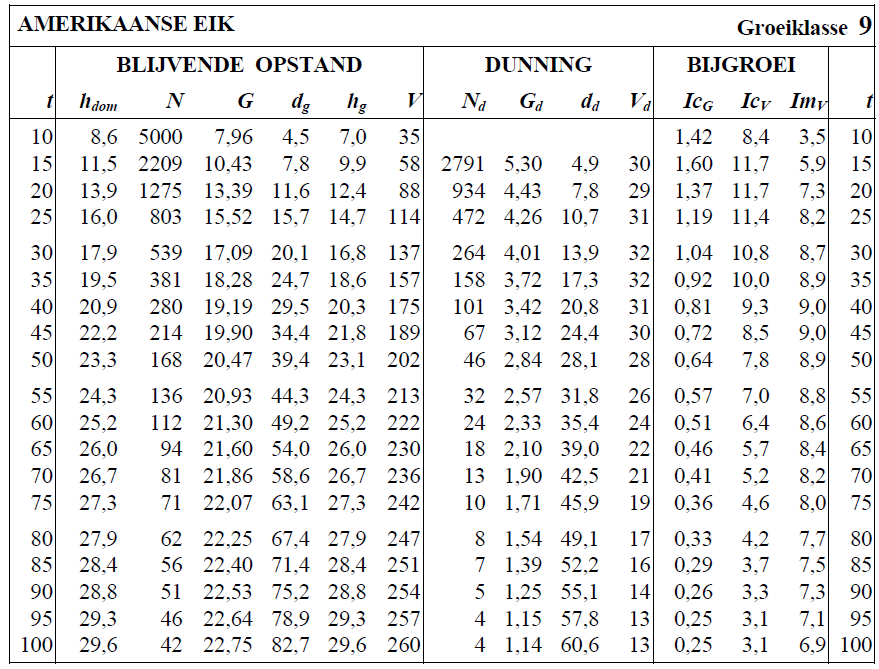 AMERIKAANSE EIK Groeiklasse 9
BLIJVENDE OPSTAND DUNNING BIJGROEI
t hdom N G dg hg V Nd Gd dd Vd IcG IcV ImV t
10 8,6 5000 7,96 4,5 7,0 35 1,42 8,4 3,5 10
15 11,5 2209 10,43 7,8 9,9 58 2791 5,30 4,9 30 1,60 11,7 5,9 15
20 13,9 1275 13,39 11,6 12,4 88 934 4,43 7,8 29 1,37 11,7 7,3 20
25 16,0 803 15,52 15,7 14,7 114 472 4,26 10,7 31 1,19 11,4 8,2 25
30 17,9 539 17,09 20,1 16,8 137 264 4,01 13,9 32 1,04 10,8 8,7 30
35 19,5 381 18,28 24,7 18,6 157 158 3,72 17,3 32 0,92 10,0 8,9 35
40 20,9 280 19,19 29,5 20,3 175 101 3,42 20,8 31 0,81 9,3 9,0 40
45 22,2 214 19,90 34,4 21,8 189 67 3,12 24,4 30 0,72 8,5 9,0 45
50 23,3 168 20,47 39,4 23,1 202 46 2,84 28,1 28 0,64 7,8 8,9 50
55 24,3 136 20,93 44,3 24,3 213 32 2,57 31,8 26 0,57 7,0 8,8 55
60 25,2 112 21,30 49,2 25,2 222 24 2,33 35,4 24 0,51 6,4 8,6 60
65 26,0 94 21,60 54,0 26,0 230 18 2,10 39,0 22 0,46 5,7 8,4 65
70 26,7 81 21,86 58,6 26,7 236 13 1,90 42,5 21 0,41 5,2 8,2 70
75 27,3 71 22,07 63,1 27,3 242 10 1,71 45,9 19 0,36 4,6 8,0 75
80 27,9 62 22,25 67,4 27,9 247 8 1,54 49,1 17 0,33 4,2 7,7 80
85 28,4 56 22,40 71,4 28,4 251 7 1,39 52,2 16 0,29 3,7 7,5 85
90 28,8 51 22,53 75,2 28,8 254 5 1,25 55,1 14 0,26 3,3 7,3 90
95 29,3 46 22,64 78,9 29,3 257 4 1,15 57,8 13 0,25 3,1 7,1 95
100 29,6 42 22,75 82,7 29,6 260 4 1,14 60,6 13 0,25 3,1 6,9 100